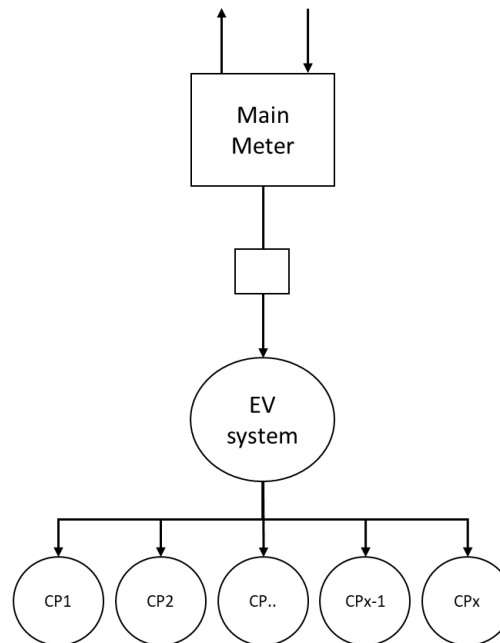 Main
Meter
EV
system
CP1
CP2
CP..
CPx-1
CPx